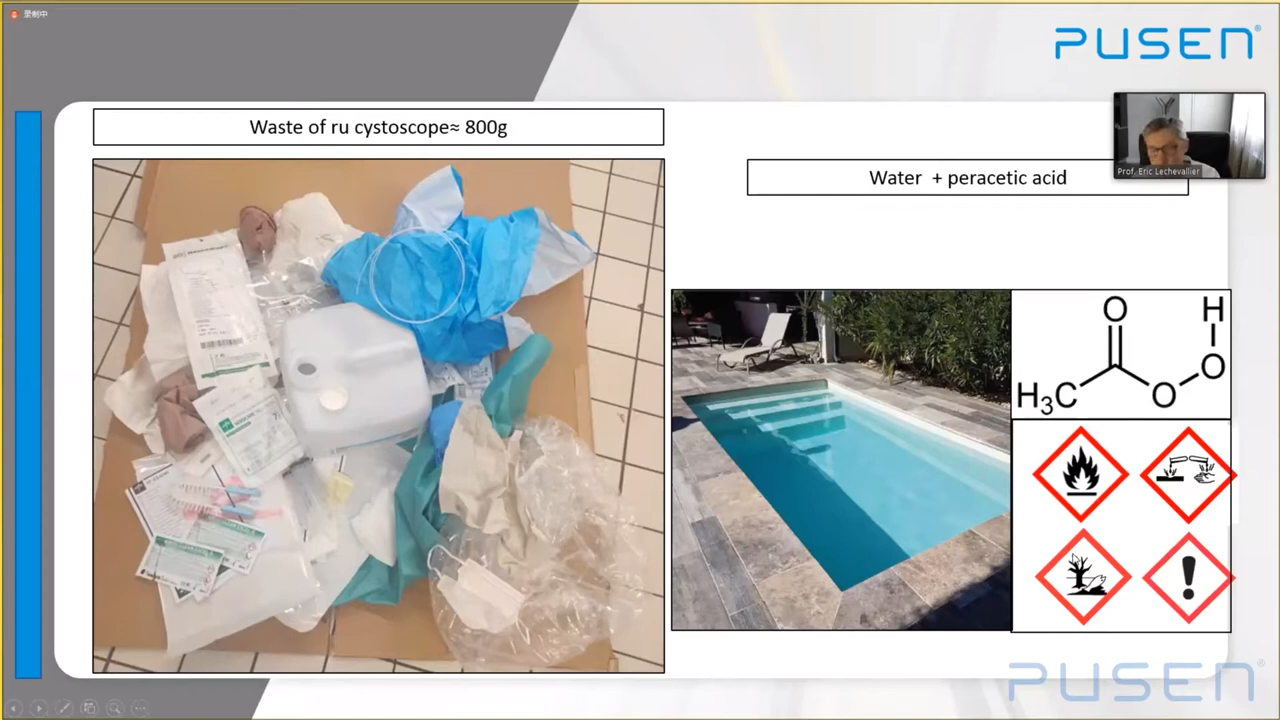 录制中
PUSEN®
Waste of ru cystoscope≈ 800g
Water + peracetic acid
Prof. Eric Lechevallier
O
H
H3C
O
O
PUSEN®